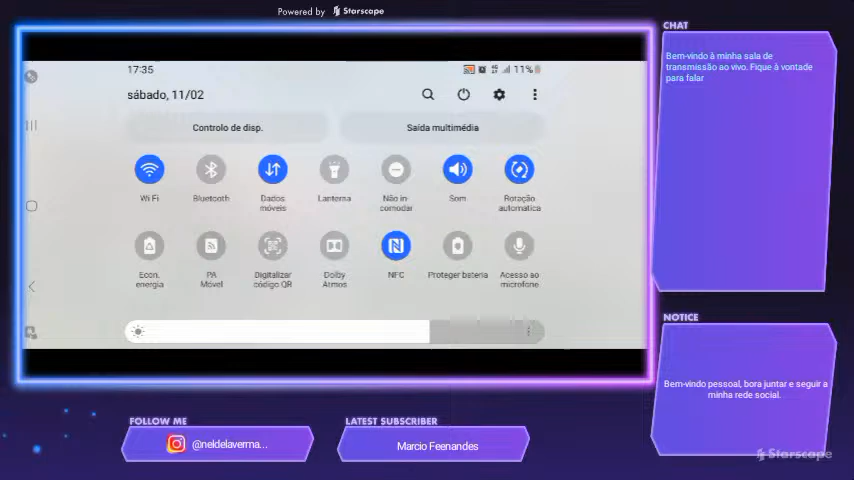 Powered by Starscape
CHAT
Bem-vindo à minha sala de
transmissão ao vivo. Fique à vontade
para falar
17:35
11%
sábado, 11/02
Controlo de disp.
Saída multimédia
Wi Fi
Bluetooth
Dados
móveis
Lanterna
Não in
comodar
Som
Rotação
automatica
Econ.
energia
PA
Móvel
Digitalizar
código QR
Dolby
Atmos
NFC
Proteger bateria
Acesso ao
microfone
NOTICE
Bem-vindo pessoal, bora juntar e seguir a
minha rede social.
FOLLOW ME
@neldelaverma...
LATEST SUBSCRIBER
Marcio Feenandes
Starscape